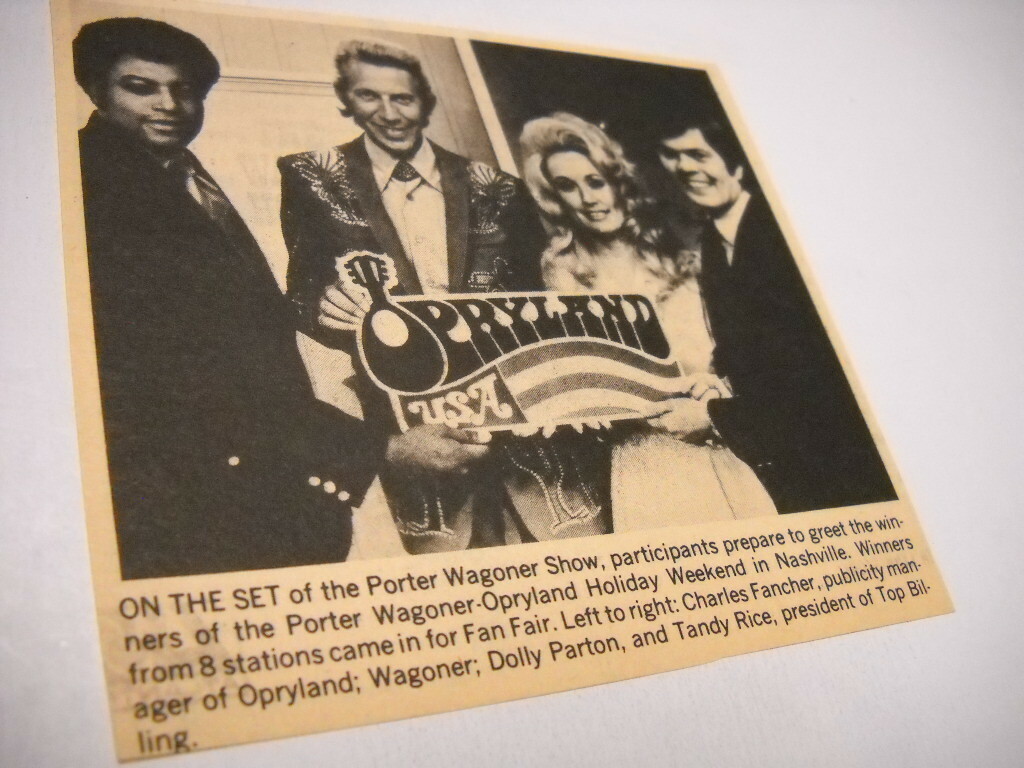 OPRYLAND
USA
ON THE SET of the Porter Wagoner Show, participants prepare to greet the win-
ners of the Porter Wagoner-Opryland Holiday Weekend in Nashville. Winners
from 8 stations came in for Fan Fair. Left to right: Charles Fancher, publicity man-
ager of Opryland; Wagoner; Dolly Parton, and Tandy Rice, president of Top Bil-
ling.